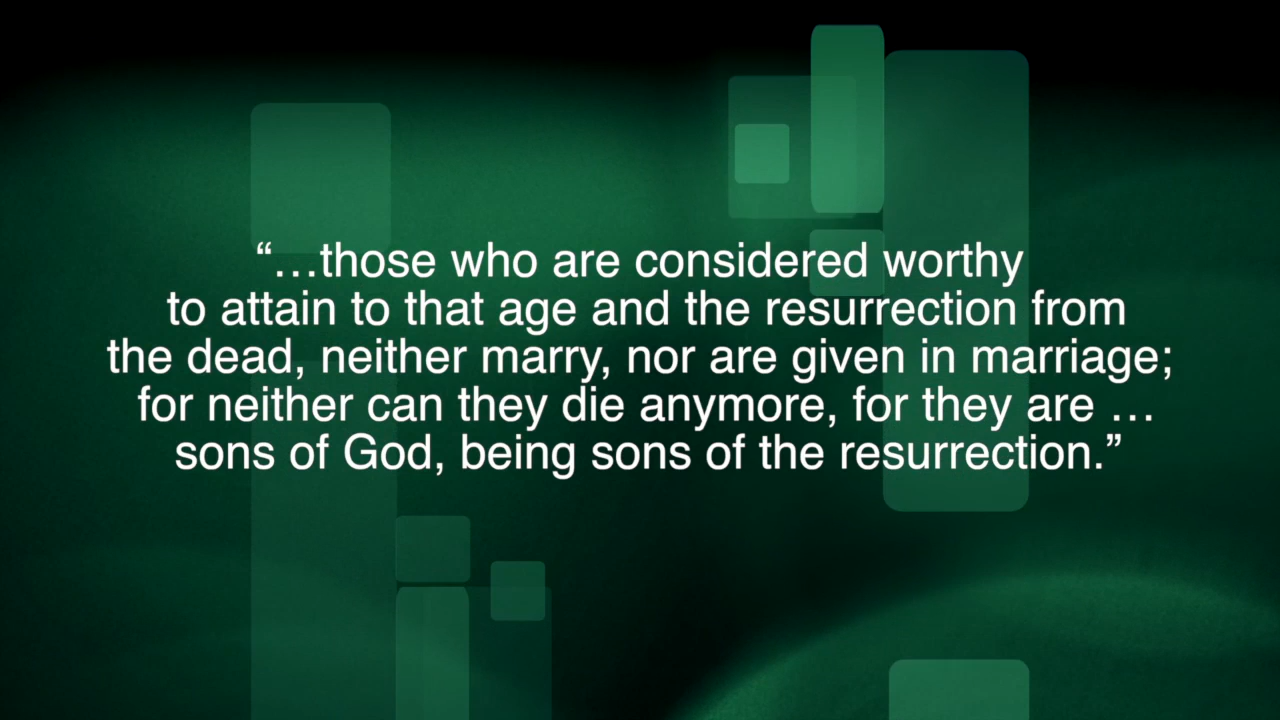 “…those who are considered worthy
to attain to that age and the resurrection from
the dead, neither marry, nor are given in marriage;
for neither can they die anymore, for they are …
sons of God, being sons of the resurrection.”